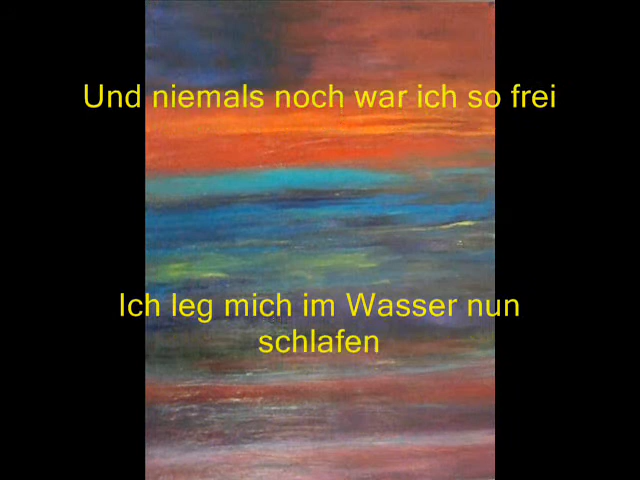 Und niemals noch war ich so frei
Ich leg mich im Wasser nun
schlafen